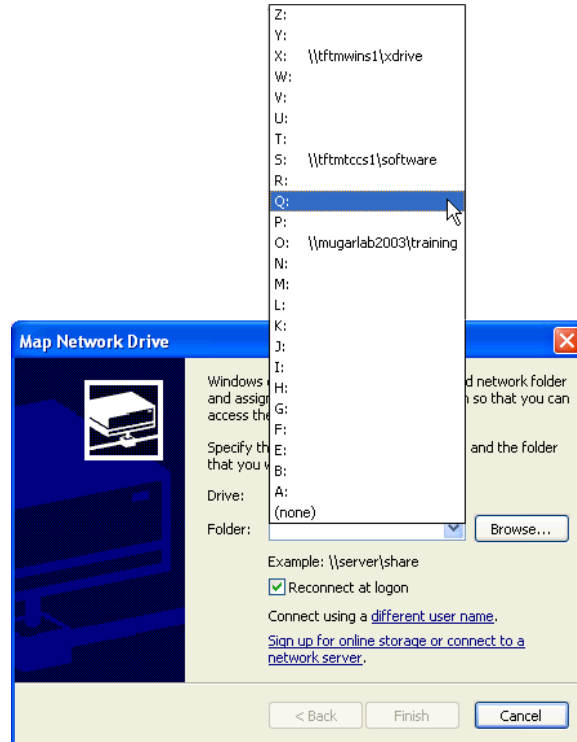 Z:
Y:
X: \\tftmwins1\xdrive
W:
V:
U:
T:
S: \\tftmtccs1\software
R:
Q:
P:
O: \\mugarlab2003\training
N:
M:
L:
K:
J:
I:
H:
G:
F:
E:
B:
A:
(none)
Map Network Drive
Windows d network folder
and assig n so that you can
access the
Specify th and the folder
that you
Drive:
Folder:
Browse...
Example: \\server\share
Reconnect at logon
Connect using a different user name.
Sign up for online storage or connect to a
network server.
< Back Finish Cancel